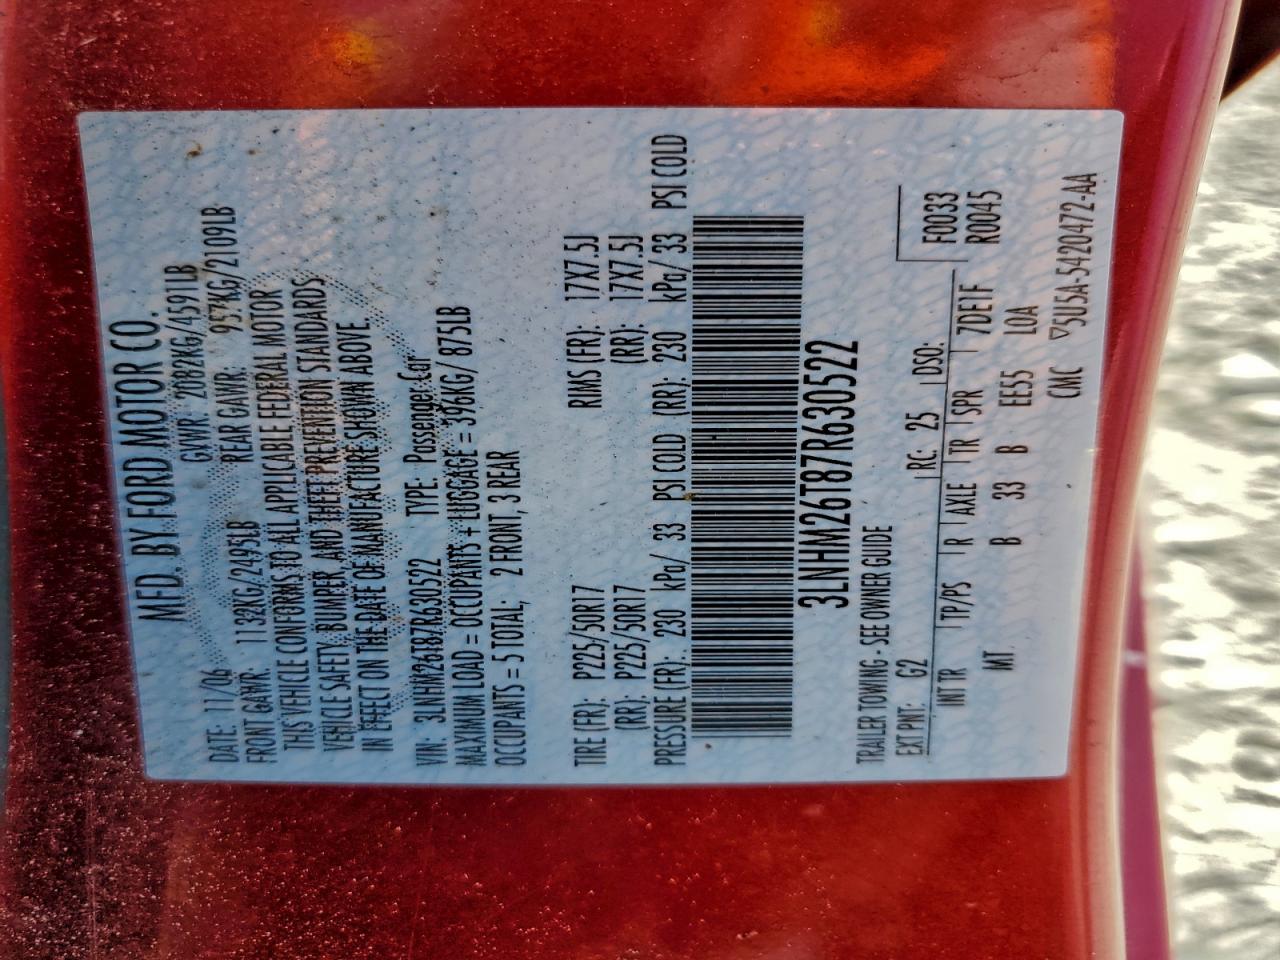 MFD. BY FORD MOTOR CO.
DATE: 11/06 GVWR: 2082KG/4591LB
FRONT GAWR: 1132KG/2495LB REAR GAWR: 957KG/2109LB
THIS VEHICLE CONFORMS TO ALL APPLICABLE FEDERAL MOTOR
VEHICLE SAFETY, BUMPER, AND THEFT PREVENTION STANDARDS
IN EFFECT ON THE DATE OF MANUFACTURE SHOWN ABOVE.
VIN: 3LNHM26T87R630522 TYPE: Passenger Car
MAXIMUM LOAD = OCCUPANTS + LUGGAGE = 396KG/ 875LB
OCCUPANTS = 5 TOTAL; 2 FRONT, 3 REAR
TIRE (FR): P225/50R17 RIMS (FR): 17X7.5J
(RR): P225/50R17 (RR): 17X7.5J
PRESSURE (FR): 230 kPa/ 33 PSI COLD (RR): 230 kPa/ 33 PSI COLD
3LNHM26T87R630522
TRAILER TOWING - SEE OWNER GUIDE
EXT PNT: G2 RC: 25 DSO: F0033
INT TR TP/PS R AXLE TR SPR 7DE1F R0045
MT B 33 B EE55 LOA
CMC ▽5U5A-5420472-AA